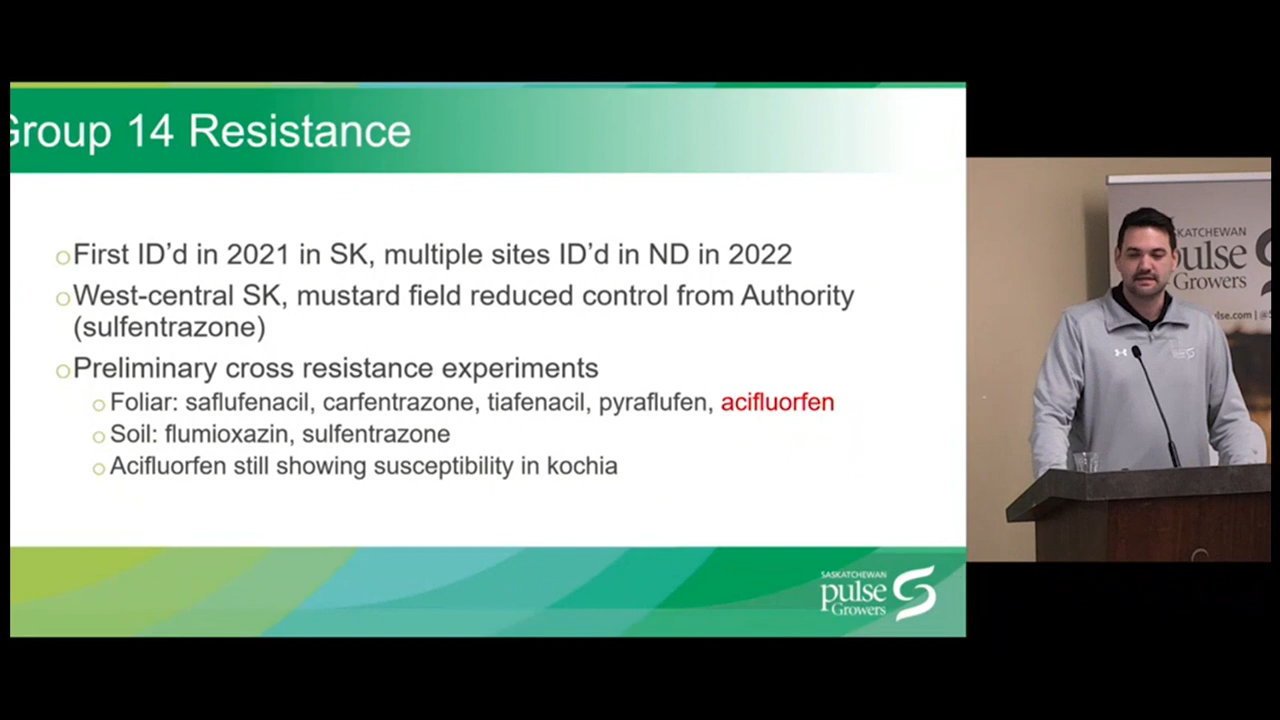 Group 14 Resistance
First ID’d in 2021 in SK, multiple sites ID’d in ND in 2022
West-central SK, mustard field reduced control from Authority
(sulfentrazone)
Preliminary cross resistance experiments
Foliar: saflufenacil, carfentrazone, tiafenacil, pyraflufen, acifluorfen
Soil: flumioxazin, sulfentrazone
Acifluorfen still showing susceptibility in kochia
SASKATCHEWAN
pulse
Growers
SKATCHEWAN
pulse
Growers